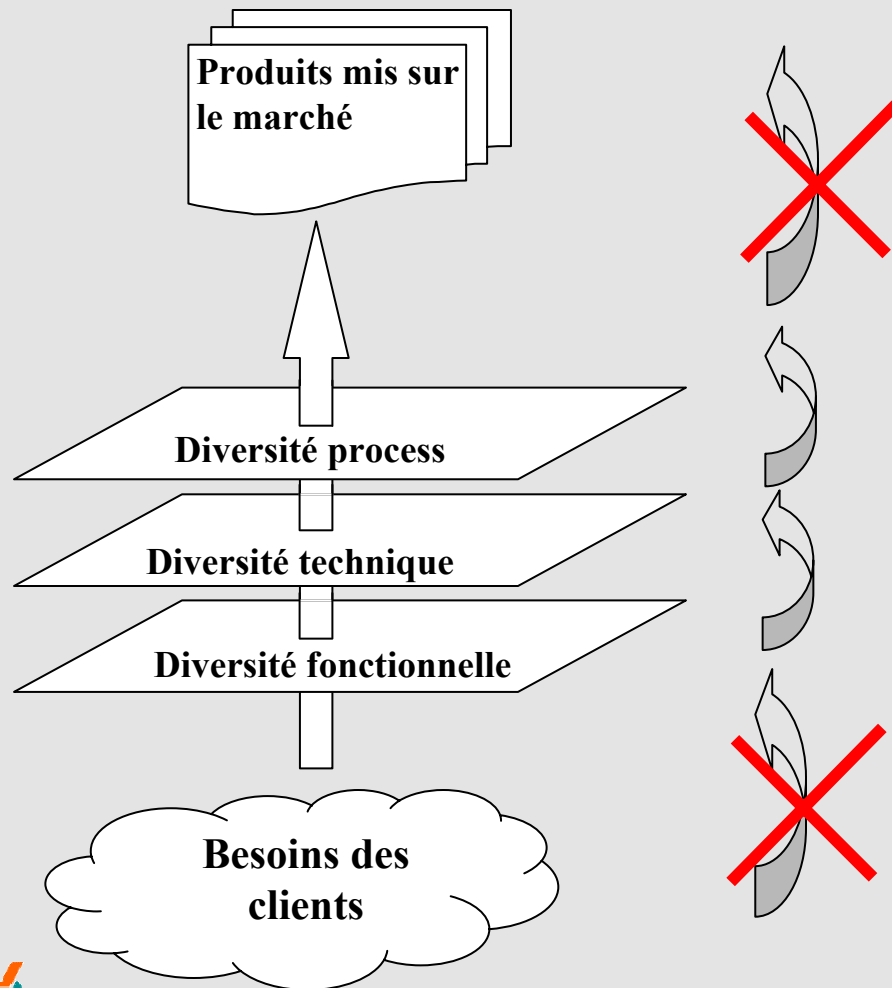 Produits mis sur
le marché
Diversité process
Diversité technique
Diversité fonctionnelle
Besoins des
clients